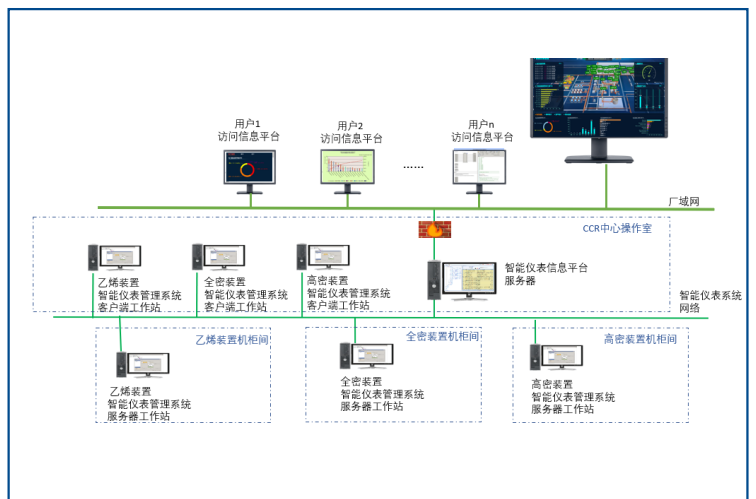 用户1
访问信息平台
用户2
访问信息平台
……
用户n
访问信息平台
厂域网
CCR中心操作室
乙烯装置
智能仪表管理系统
客户端工作站
全密装置
智能仪表管理系统
客户端工作站
高密装置
智能仪表管理系统
客户端工作站
智能仪表信息平台
服务器
智能仪表系统
网络
乙烯装置机柜间
全密装置机柜间
高密装置机柜间
乙烯装置
智能仪表管理系统
服务器工作站
全密装置
智能仪表管理系统
服务器工作站
高密装置
智能仪表管理系统
服务器工作站